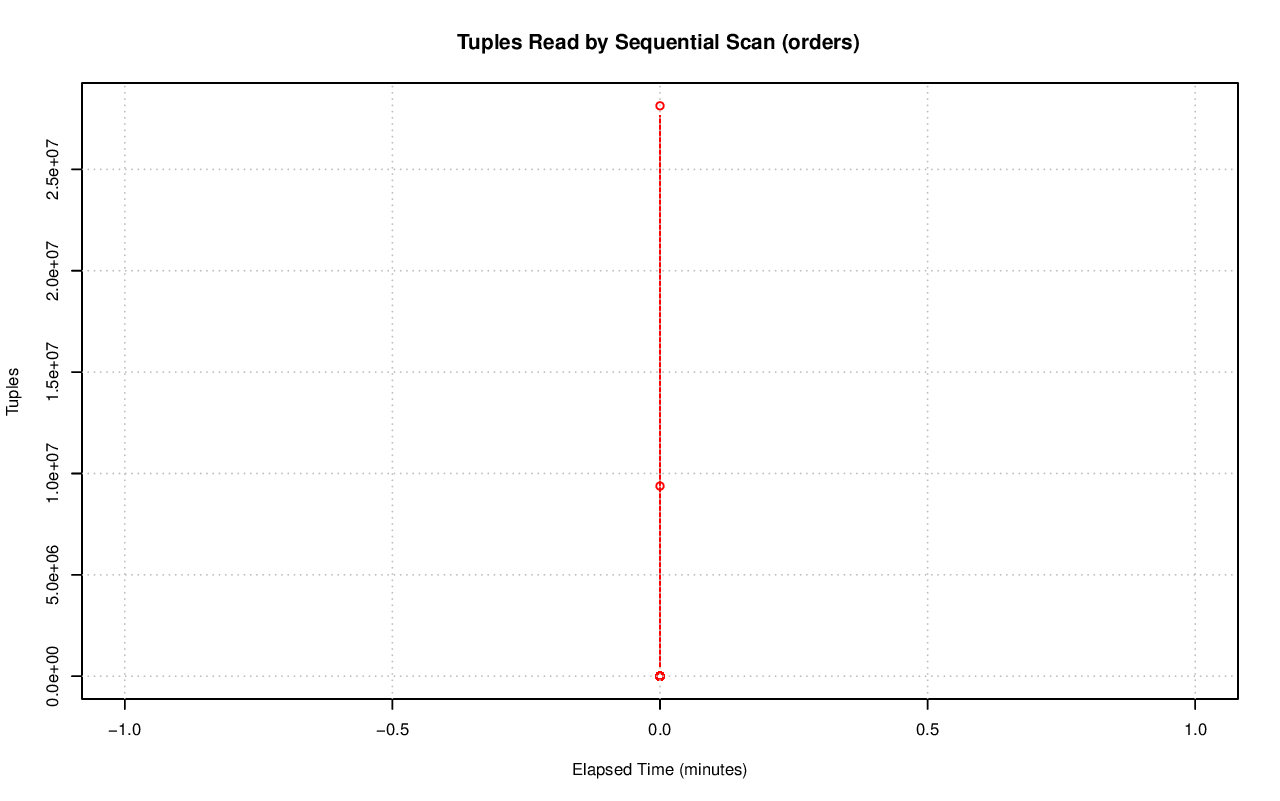 Tuples Read by Sequential Scan (orders)
Tuples
2.5e+07
2.0e+07
1.5e+07
1.0e+07
5.0e+06
0.0e+00
−1.0 −0.5 0.0 0.5 1.0
Elapsed Time (minutes)